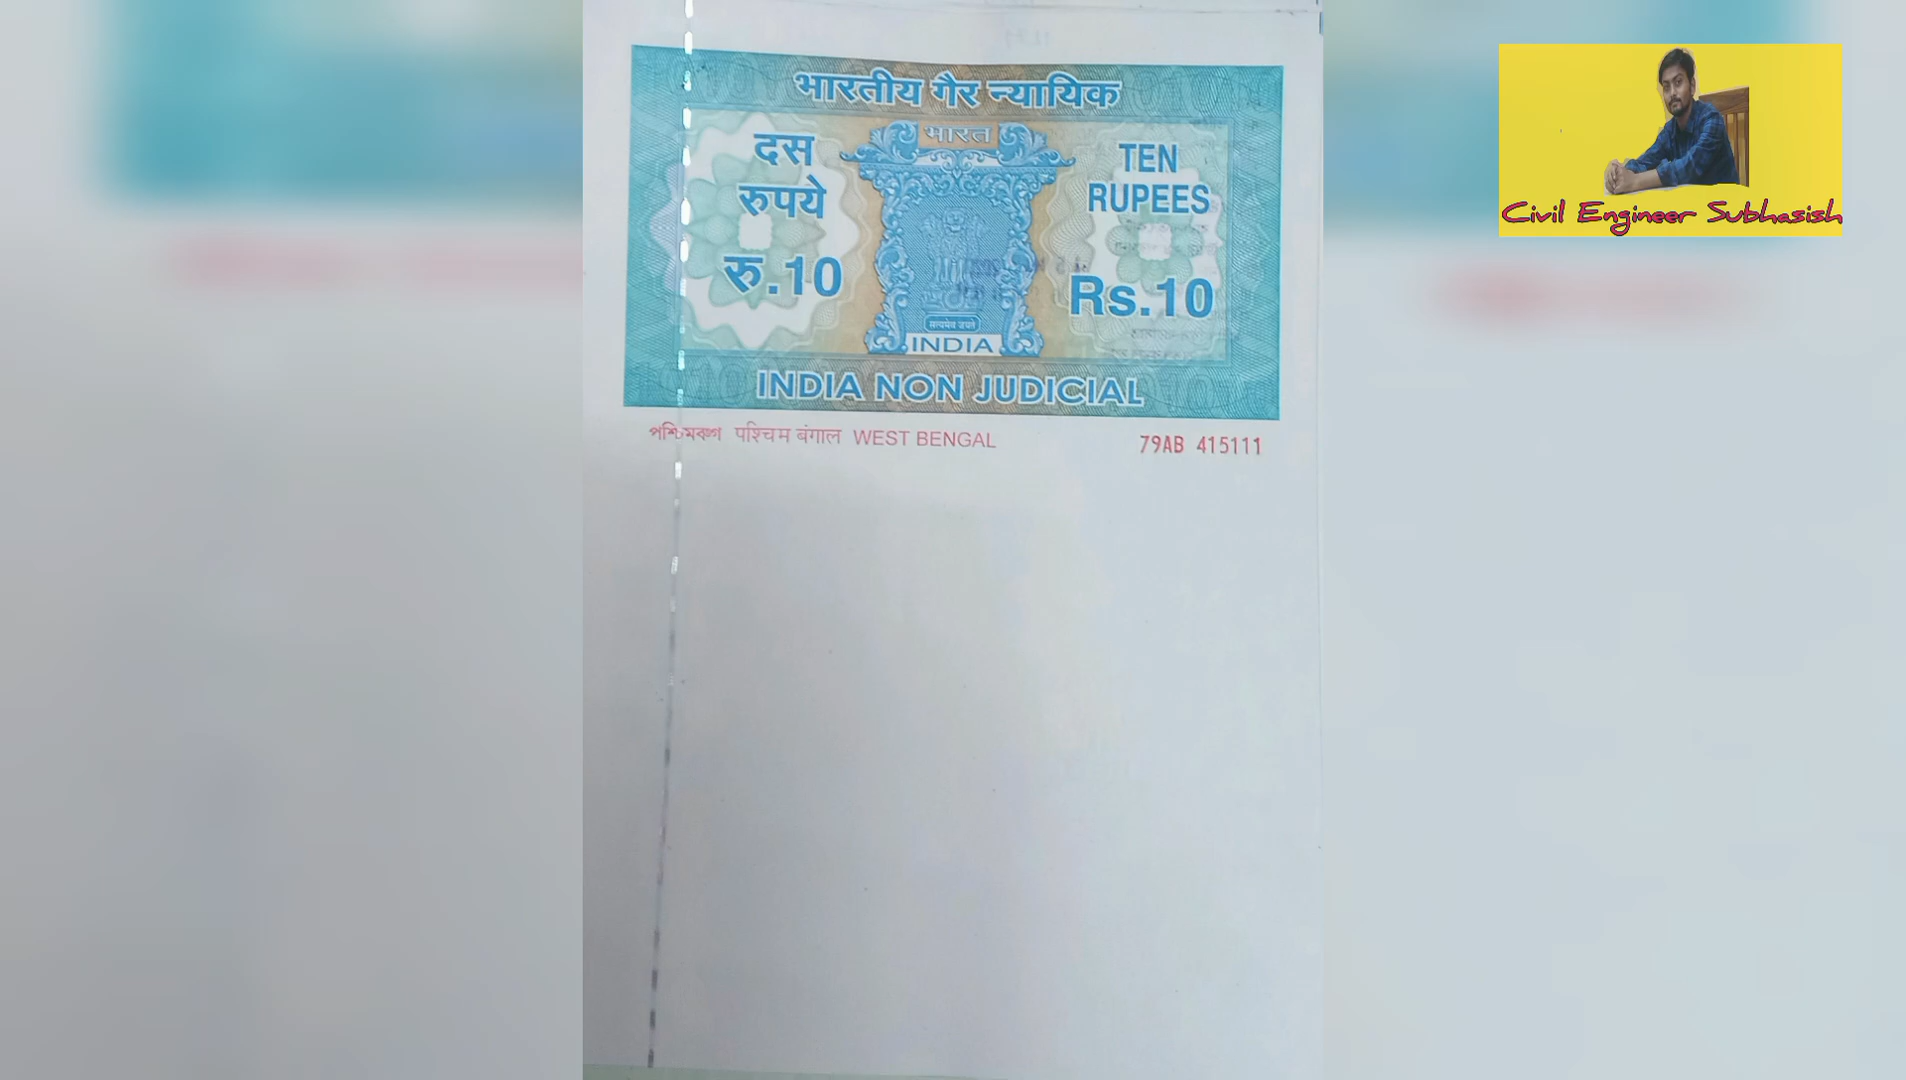 भारतीय गैर न्यायिक
भारत
दस
रुपये
रु.10
TEN
RUPEES
Rs.10
सत्यमेव जयते
INDIA
INDIA NON JUDICIAL
পশ্চিমবঙ্গ पश्चिम बंगाल WEST BENGAL
79AB 415111
Civil Engineer Subhasish